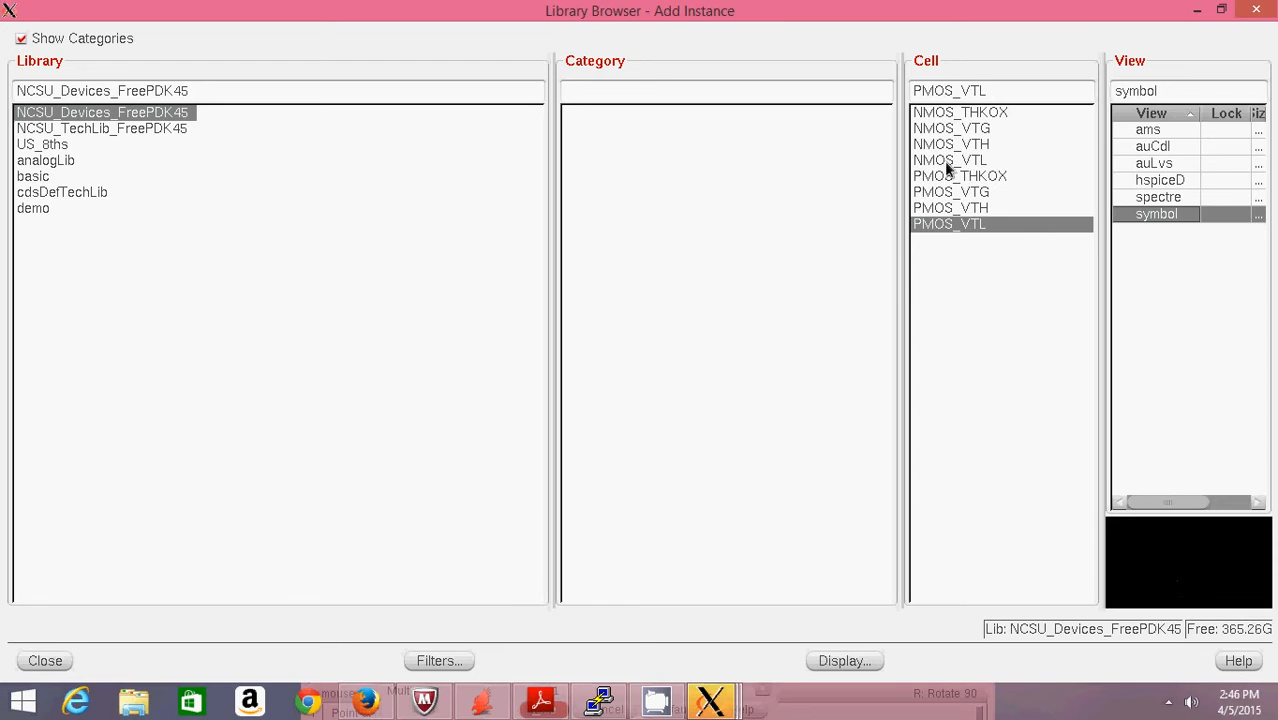 Library Browser - Add Instance
Show Categories
Library
Category
Cell
View
NCSU_Devices_FreePDK45
PMOS_VTL
symbol
NCSU_Devices_FreePDK45
NCSU_TechLib_FreePDK45
US_8ths
analogLib
basic
cdsDefTechLib
demo
NMOS_THKOX
NMOS_VTG
NMOS_VTH
NMOS_VTL
PMOS_THKOX
PMOS_VTG
PMOS_VTH
PMOS_VTL
View Lock
ams ...
auCdl ...
auLvs ...
hspiceD ...
spectre ...
symbol ...
Lib: NCSU_Devices_FreePDK45 Free: 365.26G
Close Filters... Display... Help
mouse R: Rotate 90
2:46 PM
4/5/2015